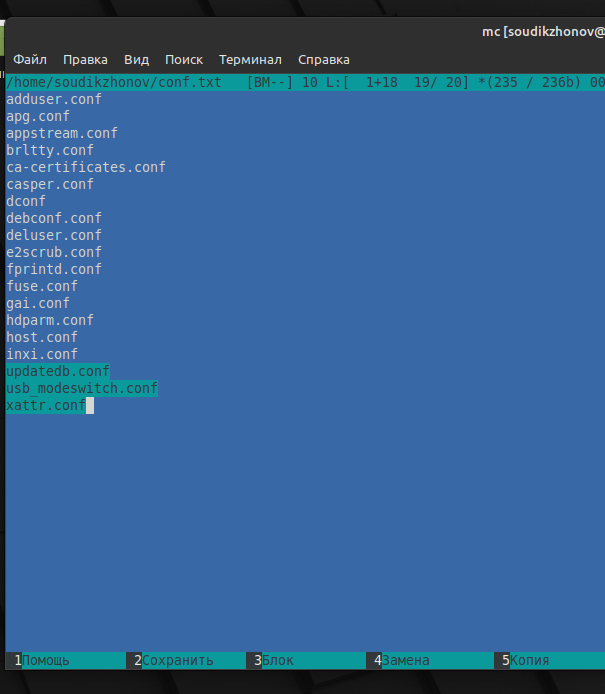 mc [soudikzhonov@
Файл Правка Вид Поиск Терминал Справка
/home/soudikzhonov/conf.txt [BM--] 10 L:[ 1+18 19/ 20] *(235 / 236b) 00
adduser.conf
apg.conf
appstream.conf
brltty.conf
ca-certificates.conf
casper.conf
dconf
debconf.conf
deluser.conf
e2scrub.conf
fprintd.conf
fuse.conf
gai.conf
hdparm.conf
host.conf
inxi.conf
updatedb.conf
usb_modeswitch.conf
xattr.conf
1Помощь 2Сохранить 3Блок 4Замена 5Копия